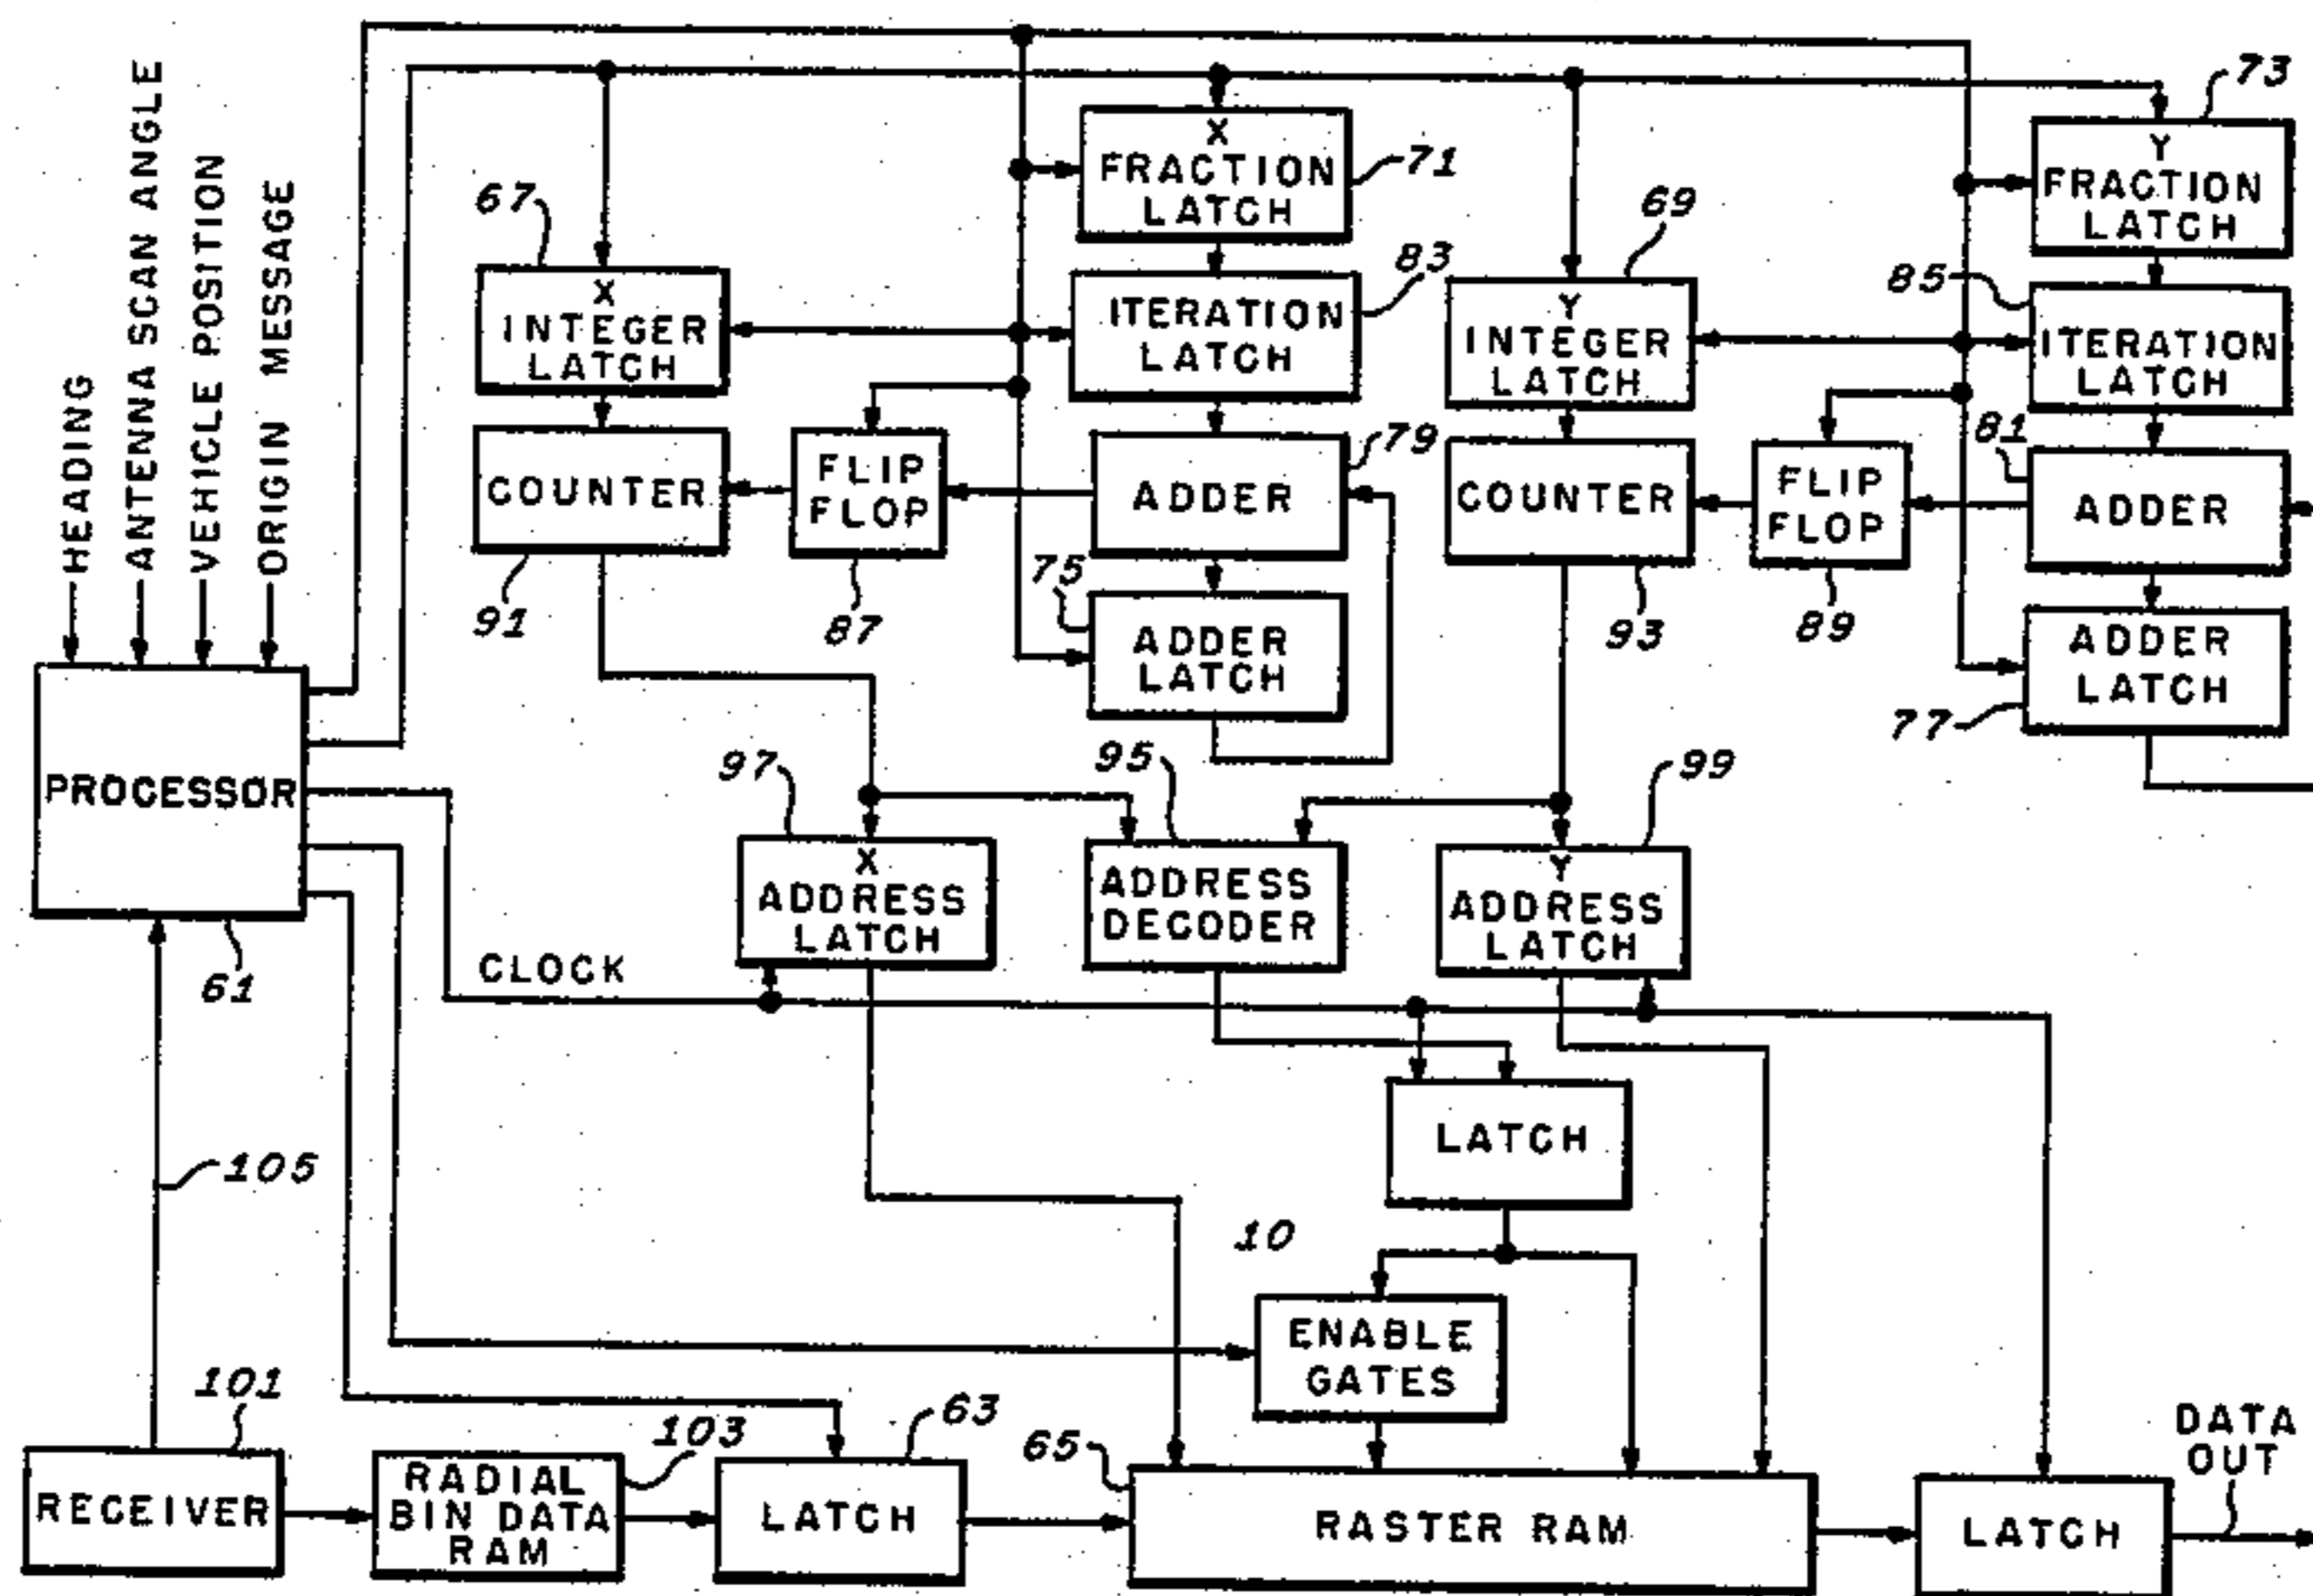 HEADING
ANTENNA SCAN ANGLE
VEHICLE POSITION
ORIGIN MESSAGE
73
X
FRACTION
LATCH
71
Y
FRACTION
LATCH
67
69
X
INTEGER
LATCH
ITERATION
LATCH
83
Y
INTEGER
LATCH
85
ITERATION
LATCH
COUNTER
FLIP
FLOP
ADDER
79
COUNTER
FLIP
FLOP
81
ADDER
91
87
75
ADDER
LATCH
93
89
ADDER
LATCH
77
PROCESSOR
61
97
X
ADDRESS
LATCH
95
ADDRESS
DECODER
99
Y
ADDRESS
LATCH
CLOCK
LATCH
105
10
ENABLE
GATES
101
RECEIVER
103
RADIAL
BIN DATA
RAM
63
LATCH
65
RASTER RAM
LATCH
DATA
OUT